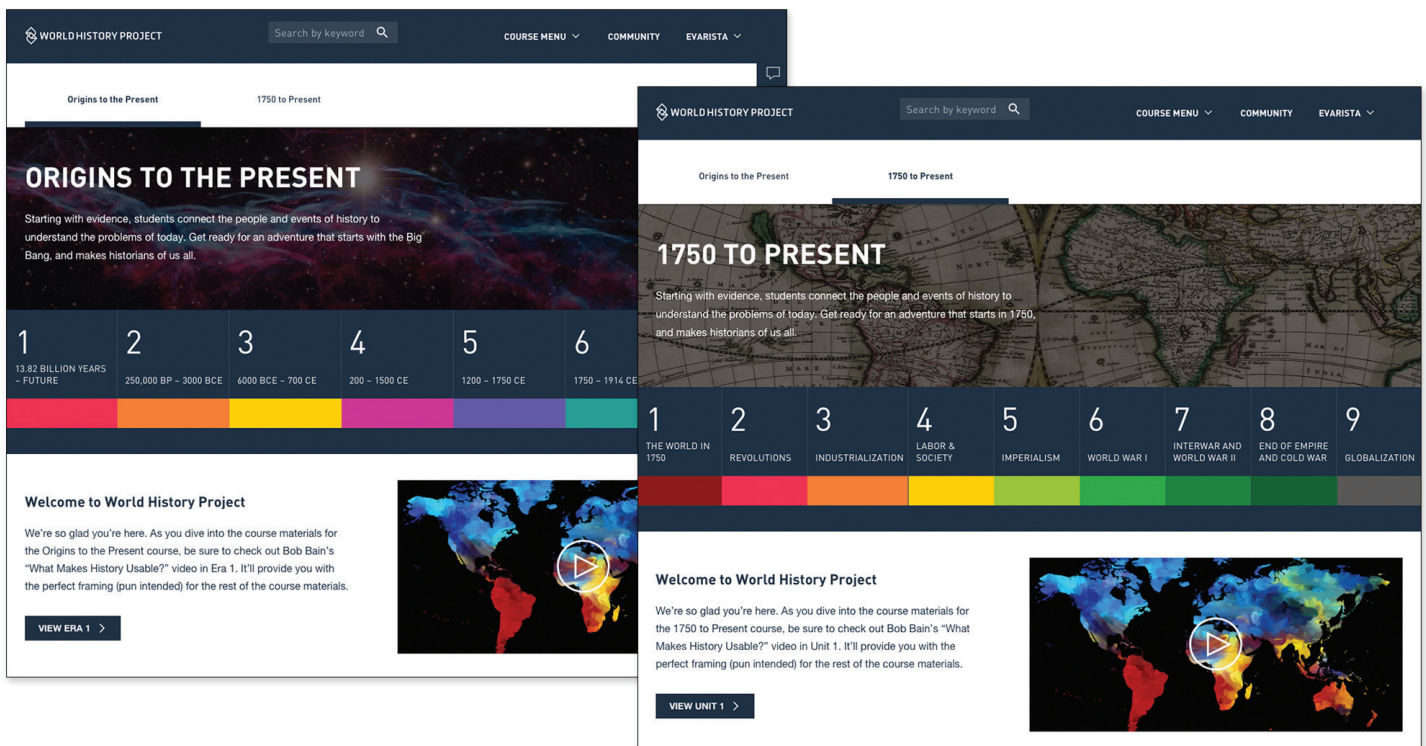 WORLD HISTORY PROJECT
Search by keyword
COURSE MENU
COMMUNITY
EVARISTA
Origins to the Present
1750 to Present
ORIGINS TO THE PRESENT
Starting with evidence, students connect the people and events of history to
understand the problems of today. Get ready for an adventure that starts with the Big
Bang, and makes historians of us all.
1
13.82 BILLION YEARS
– FUTURE
2
250,000 BP – 3000 BCE
3
6000 BCE – 700 CE
4
200 – 1500 CE
5
1200 – 1750 CE
6
1750 – 1914 CE
Welcome to World History Project
We’re so glad you’re here. As you dive into the course materials for
the Origins to the Present course, be sure to check out Bob Bain’s
“What Makes History Usable?” video in Era 1. It’ll provide you with
the perfect framing (pun intended) for the rest of the course materials.
VIEW ERA 1
WORLD HISTORY PROJECT
Search by keyword
COURSE MENU
COMMUNITY
EVARISTA
Origins to the Present
1750 to Present
1750 TO PRESENT
Starting with evidence, students connect the people and events of history to
understand the problems of today. Get ready for an adventure that starts in 1750,
and makes historians of us all.
1
THE WORLD IN
1750
2
REVOLUTIONS
3
INDUSTRIALIZATION
4
LABOR &
SOCIETY
5
IMPERIALISM
6
WORLD WAR I
7
INTERWAR AND
WORLD WAR II
8
END OF EMPIRE
AND COLD WAR
9
GLOBALIZATION
Welcome to World History Project
We’re so glad you’re here. As you dive into the course materials for
the 1750 to Present course, be sure to check out Bob Bain’s “What
Makes History Usable?” video in Unit 1. It’ll provide you with the
perfect framing (pun intended) for the rest of the course materials.
VIEW UNIT 1